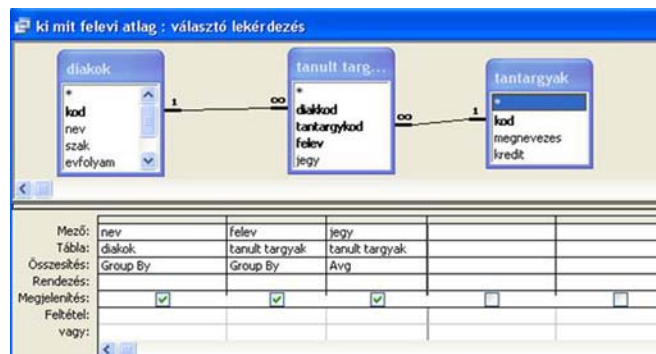 ki mit felevi atlag : választó lekérdezés
diakok
*
kod
nev
szak
evfolyam
1
∞
tanult targ...
*
diakkod
tantargykod
felev
jegy
∞
1
tantargyak
*
kod
megnevezes
kredit
Mező: nev felev jegy
Tábla: diakok tanult targyak tanult targyak
Összesítés: Group By Group By Avg
Rendezés:
Megjelenítés:
Feltétel:
vagy: